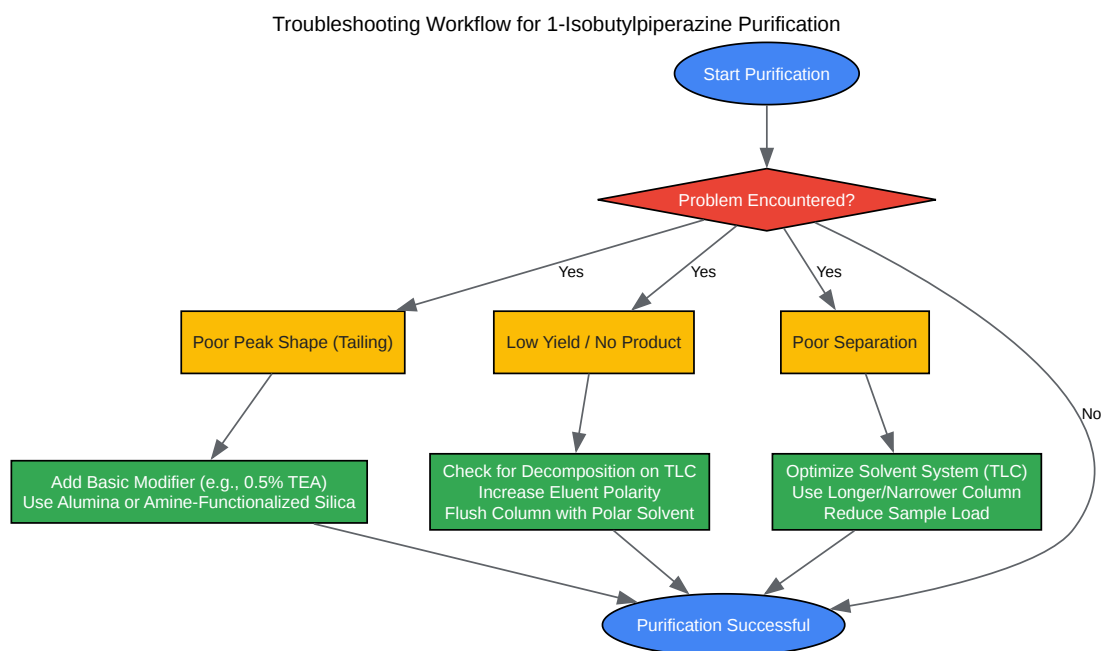 Troubleshooting Workflow for 1-Isobutylpiperazine Purification
Start Purification
Problem Encountered?
Yes
Yes
Yes
No
Poor Peak Shape (Tailing)
Low Yield / No Product
Poor Separation
Add Basic Modifier (e.g., 0.5% TEA)
Use Alumina or Amine-Functionalized Silica
Check for Decomposition on TLC
Increase Eluent Polarity
Flush Column with Polar Solvent
Optimize Solvent System (TLC)
Use Longer/Narrower Column
Reduce Sample Load
Purification Successful